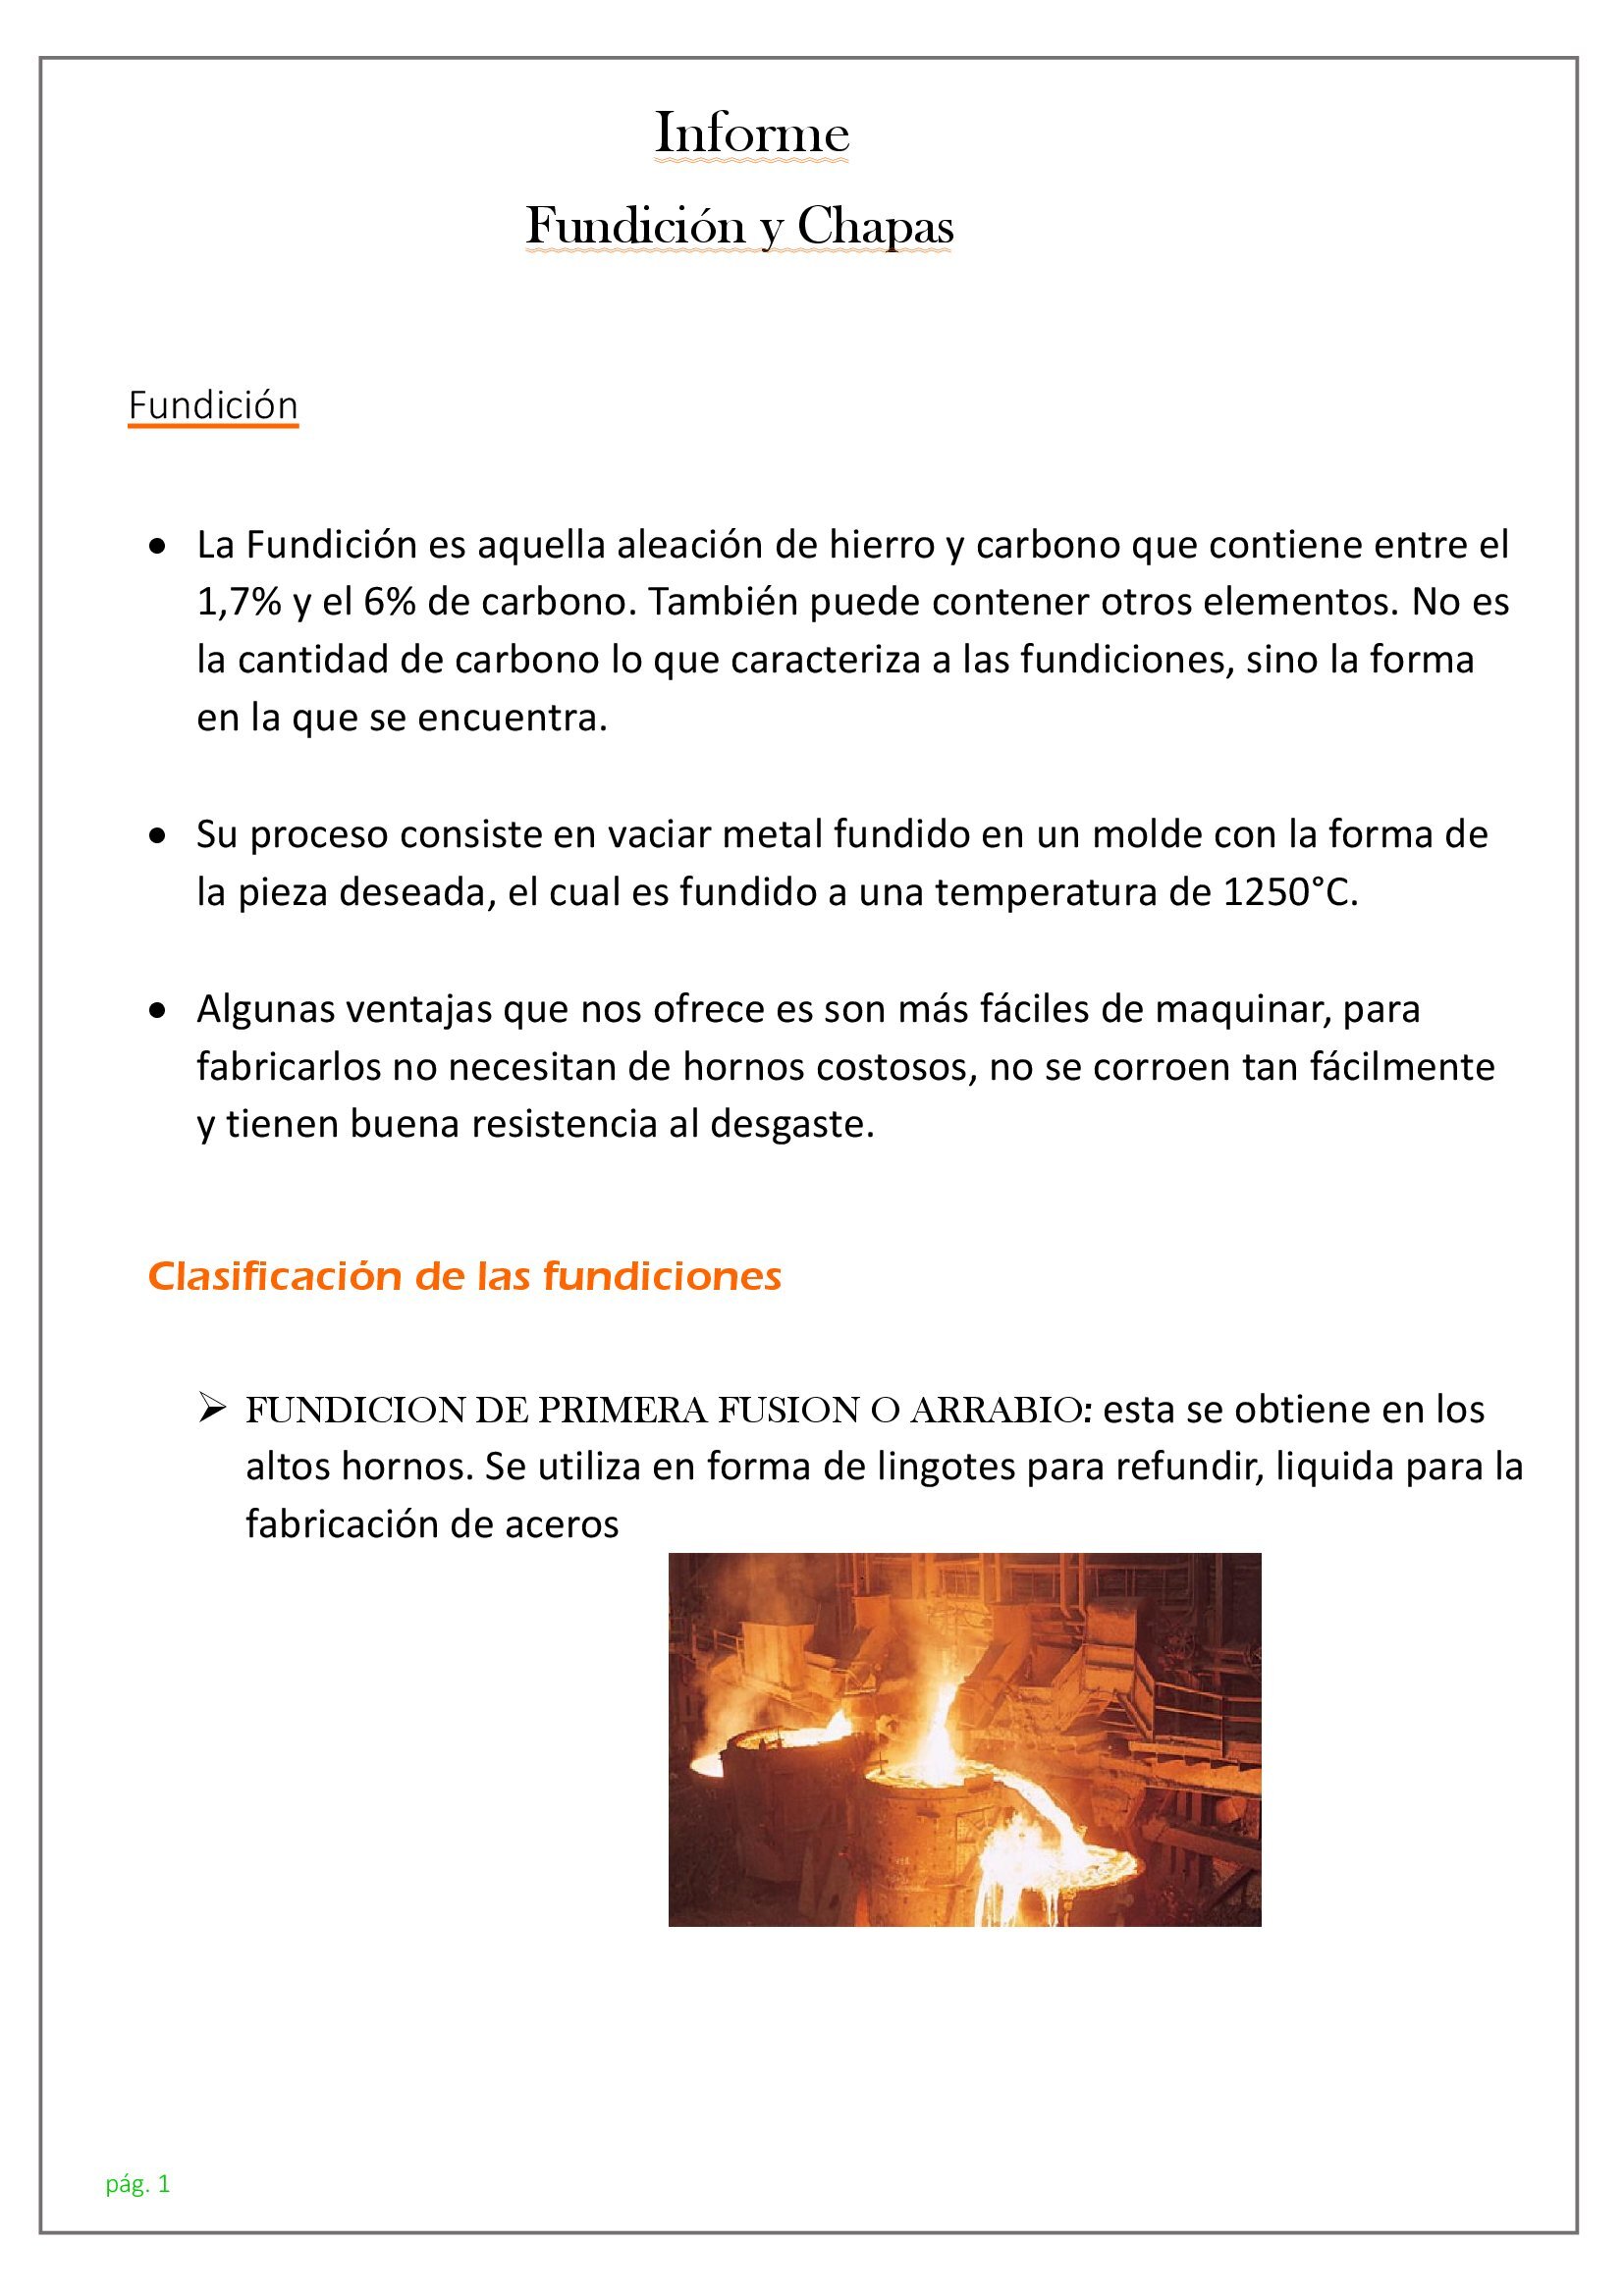 Informe
Fundición y Chapas
Fundición
• La Fundición es aquella aleación de hierro y carbono que contiene entre el
1,7% y el 6% de carbono. También puede contener otros elementos. No es
la cantidad de carbono lo que caracteriza a las fundiciones, sino la forma
en la que se encuentra.
• Su proceso consiste en vaciar metal fundido en un molde con la forma de
la pieza deseada, el cual es fundido a una temperatura de 1250°C.
• Algunas ventajas que nos ofrece es son más fáciles de maquinar, para
fabricarlos no necesitan de hornos costosos, no se corroen tan fácilmente
y tienen buena resistencia al desgaste.
Clasificación de las fundiciones
➢ FUNDICION DE PRIMERA FUSION O ARRABIO: esta se obtiene en los
altos hornos. Se utiliza en forma de lingotes para refundir, liquida para la
fabricación de aceros
pág. 1